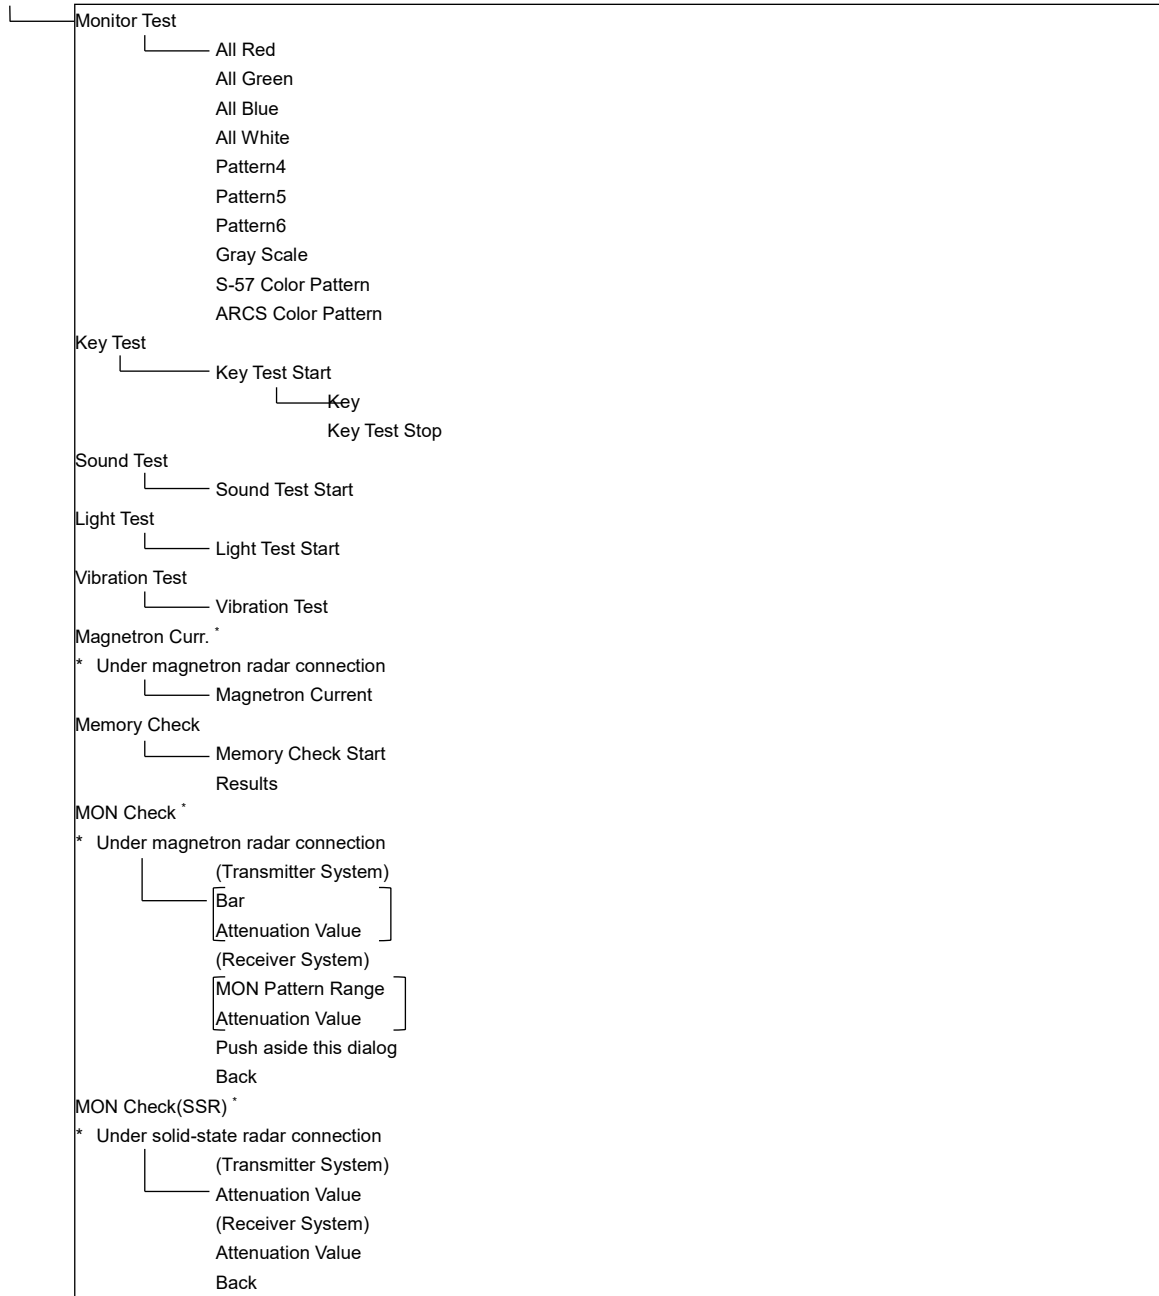 Monitor Test
All Red
All Green
All Blue
All White
Pattern4
Pattern5
Pattern6
Gray Scale
S-57 Color Pattern
ARCS Color Pattern
Key Test
Key Test Start
Key
Key Test Stop
Sound Test
Sound Test Start
Light Test
Light Test Start
Vibration Test
Vibration Test
Magnetron Curr. *
* Under magnetron radar connection
Magnetron Current
Memory Check
Memory Check Start
Results
MON Check *
* Under magnetron radar connection
(Transmitter System)
Bar
Attenuation Value
(Receiver System)
MON Pattern Range
Attenuation Value
Push aside this dialog
Back
MON Check(SSR) *
* Under solid-state radar connection
(Transmitter System)
Attenuation Value
(Receiver System)
Attenuation Value
Back